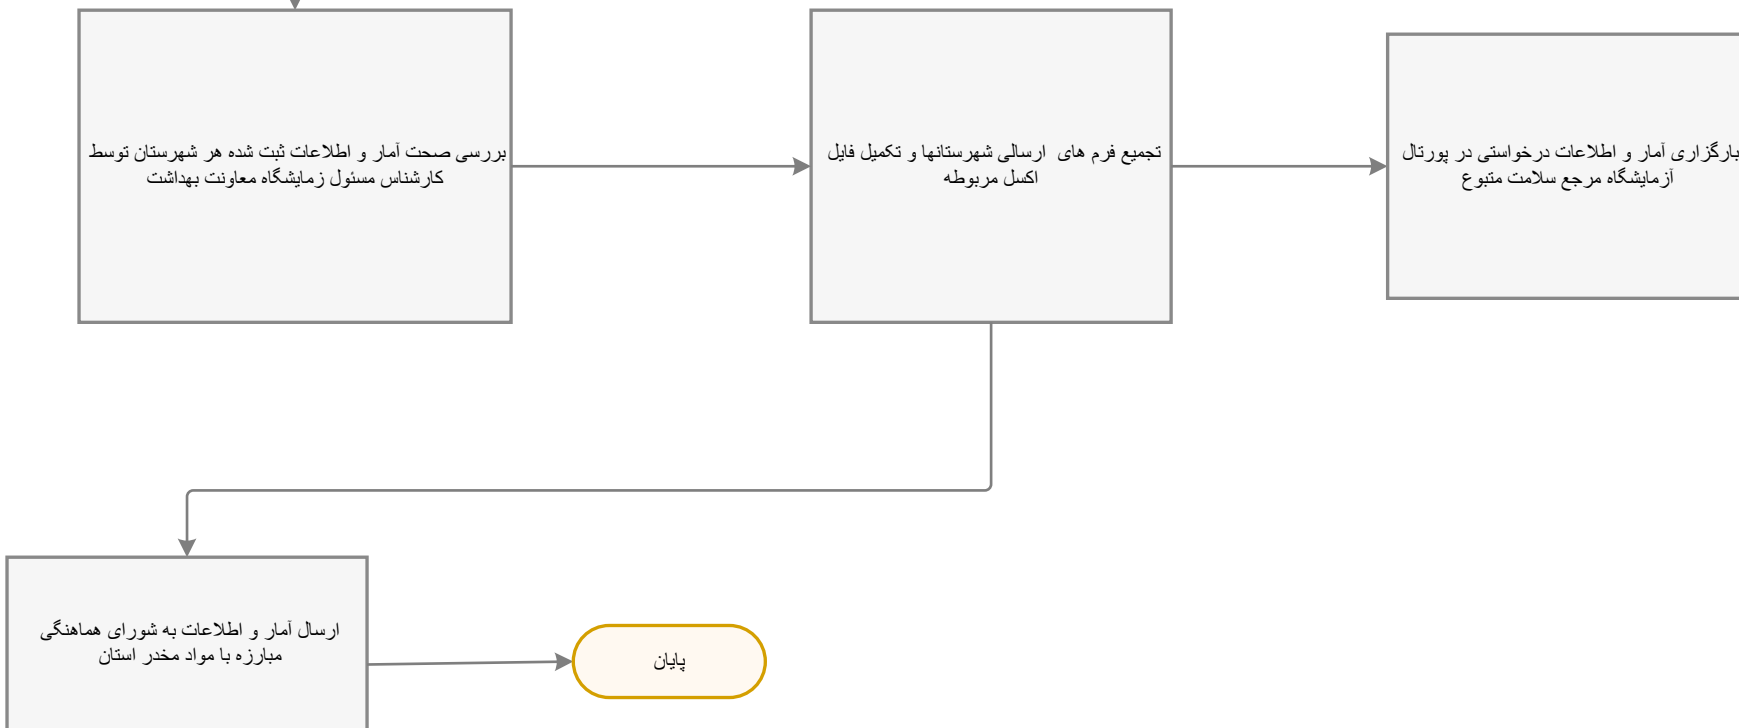 بررسی صحت آمار و اطلاعات ثبت شده هر شهرستان توسط
کارشناس مسئول زمایشگاه معاونت بهداشت
تجمیع فرم های ارسالی شهرستانها و تکمیل فایل
اکسل مربوطه
بارگزاری آمار و اطلاعات درخواستی در پورتال
آزمایشگاه مرجع سلامت متبوع
ارسال آمار و اطلاعات به شورای هماهنگی
مبارزه با مواد مخدر استان
پایان